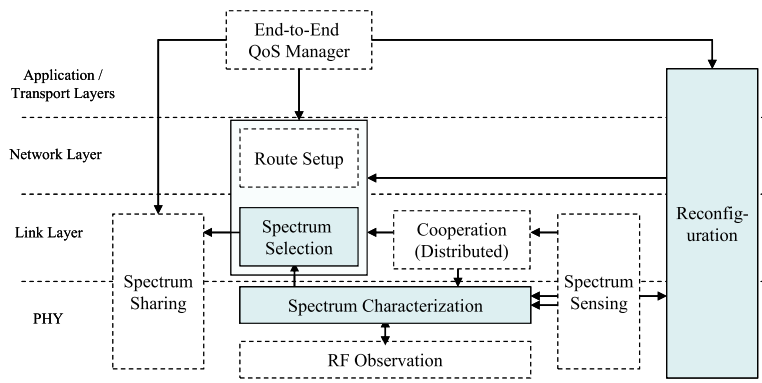 End-to-End
QoS Manager
Application /
Transport Layers
Network Layer
Route Setup
Link Layer
Spectrum
Selection
Cooperation
(Distributed)
Reconfig-
uration
Spectrum
Sharing
Spectrum
Sensing
PHY
Spectrum Characterization
RF Observation